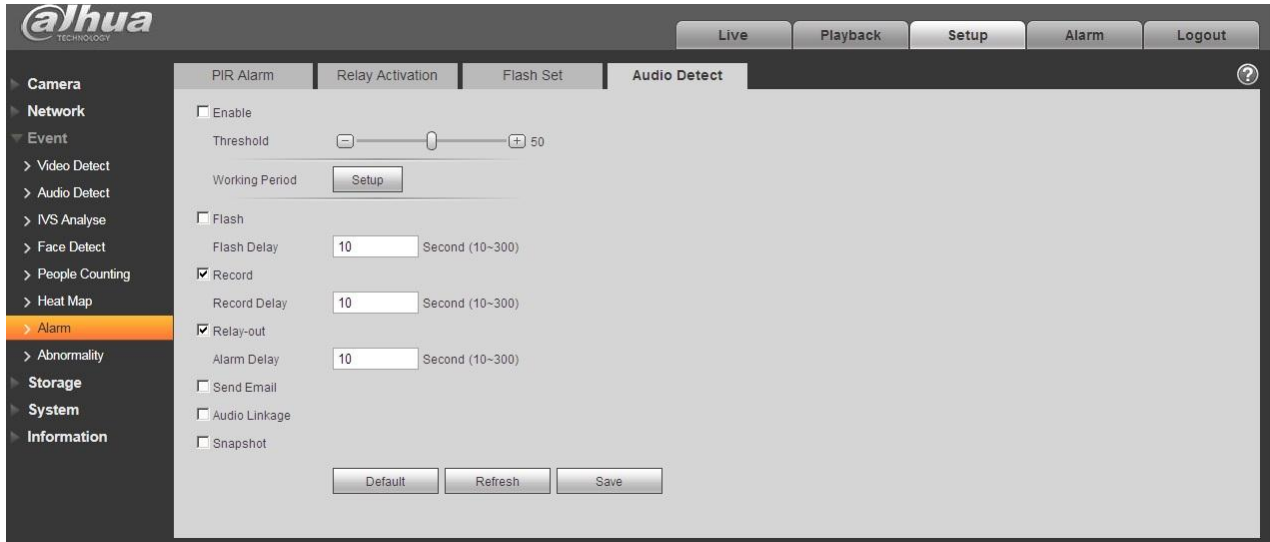 alhua
TECHNOLOGY
Live
Playback
Setup
Alarm
Logout
Camera
Network
Event
Video Detect
Audio Detect
IVS Analyse
Face Detect
People Counting
Heat Map
Alarm
Abnormality
Storage
System
Information
PIR Alarm
Relay Activation
Flash Set
Audio Detect
?
Enable
Threshold 50
Working Period Setup
Flash
Flash Delay 10 Second (10~300)
Record
Record Delay 10 Second (10~300)
Relay-out
Alarm Delay 10 Second (10~300)
Send Email
Audio Linkage
Snapshot
Default
Refresh
Save